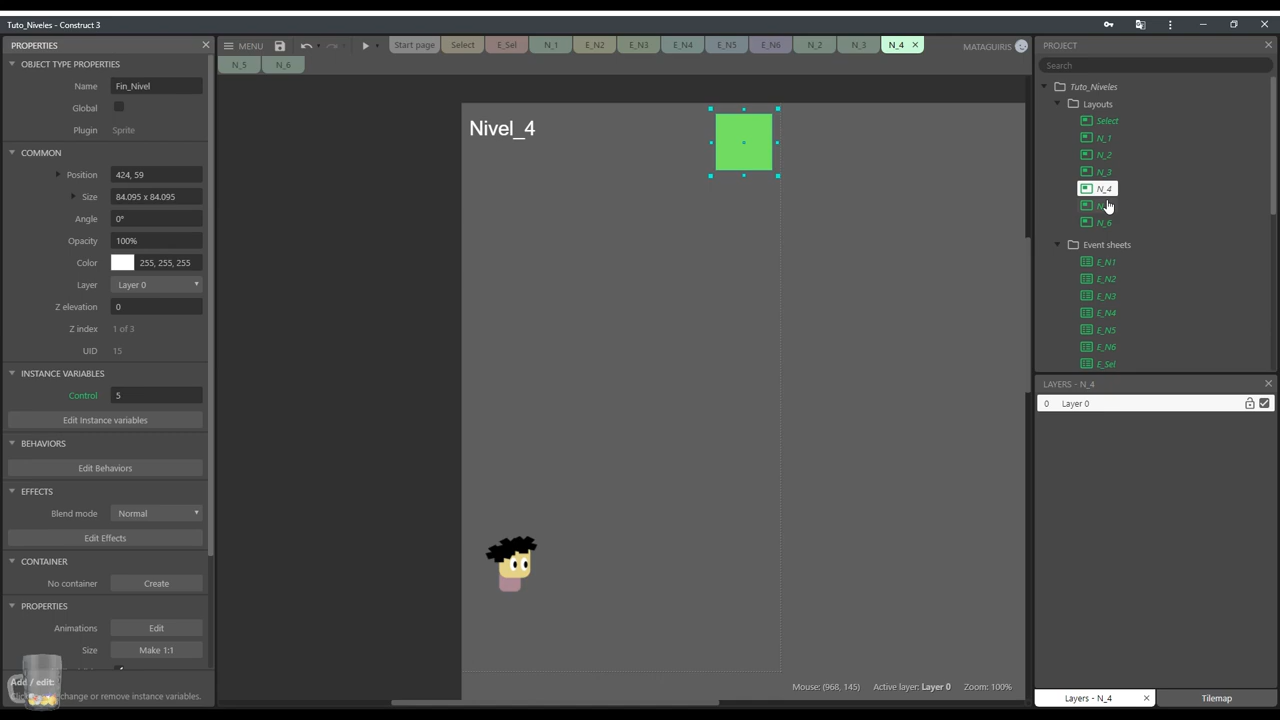 Tuto_Niveles - Construct 3
PROPERTIES
OBJECT TYPE PROPERTIES
Name Fin_Nivel
Global
Plugin Sprite
COMMON
Position 424, 59
Size 84.095 x 84.095
Angle 0°
Opacity 100%
Color 255, 255, 255
Layer Layer 0
Z elevation 0
Z index 1 of 3
UID 15
INSTANCE VARIABLES
Control 5
Edit Instance variables
BEHAVIORS
Edit Behaviors
EFFECTS
Blend mode Normal
Edit Effects
CONTAINER
No container Create
PROPERTIES
Animations Edit
Size Make 1:1
Add / edit:
change or remove instance variables.
MENU
Start page Select E_Sel N_1 E_N2 E_N3 E_N4 E_N5 E_N6 N_2 N_3 N_4
MATAGUIRIS
N_5 N_6
Nivel_4
Mouse: (968, 145) Active layer: Layer 0 Zoom: 100%
PROJECT
Search
Tuto_Niveles
Layouts
Select
N_1
N_2
N_3
N_4
N_6
Event sheets
E_N1
E_N2
E_N3
E_N4
E_N5
E_N6
E_Sel
LAYERS - N_4
0 Layer 0
Layers - N_4 Tilemap